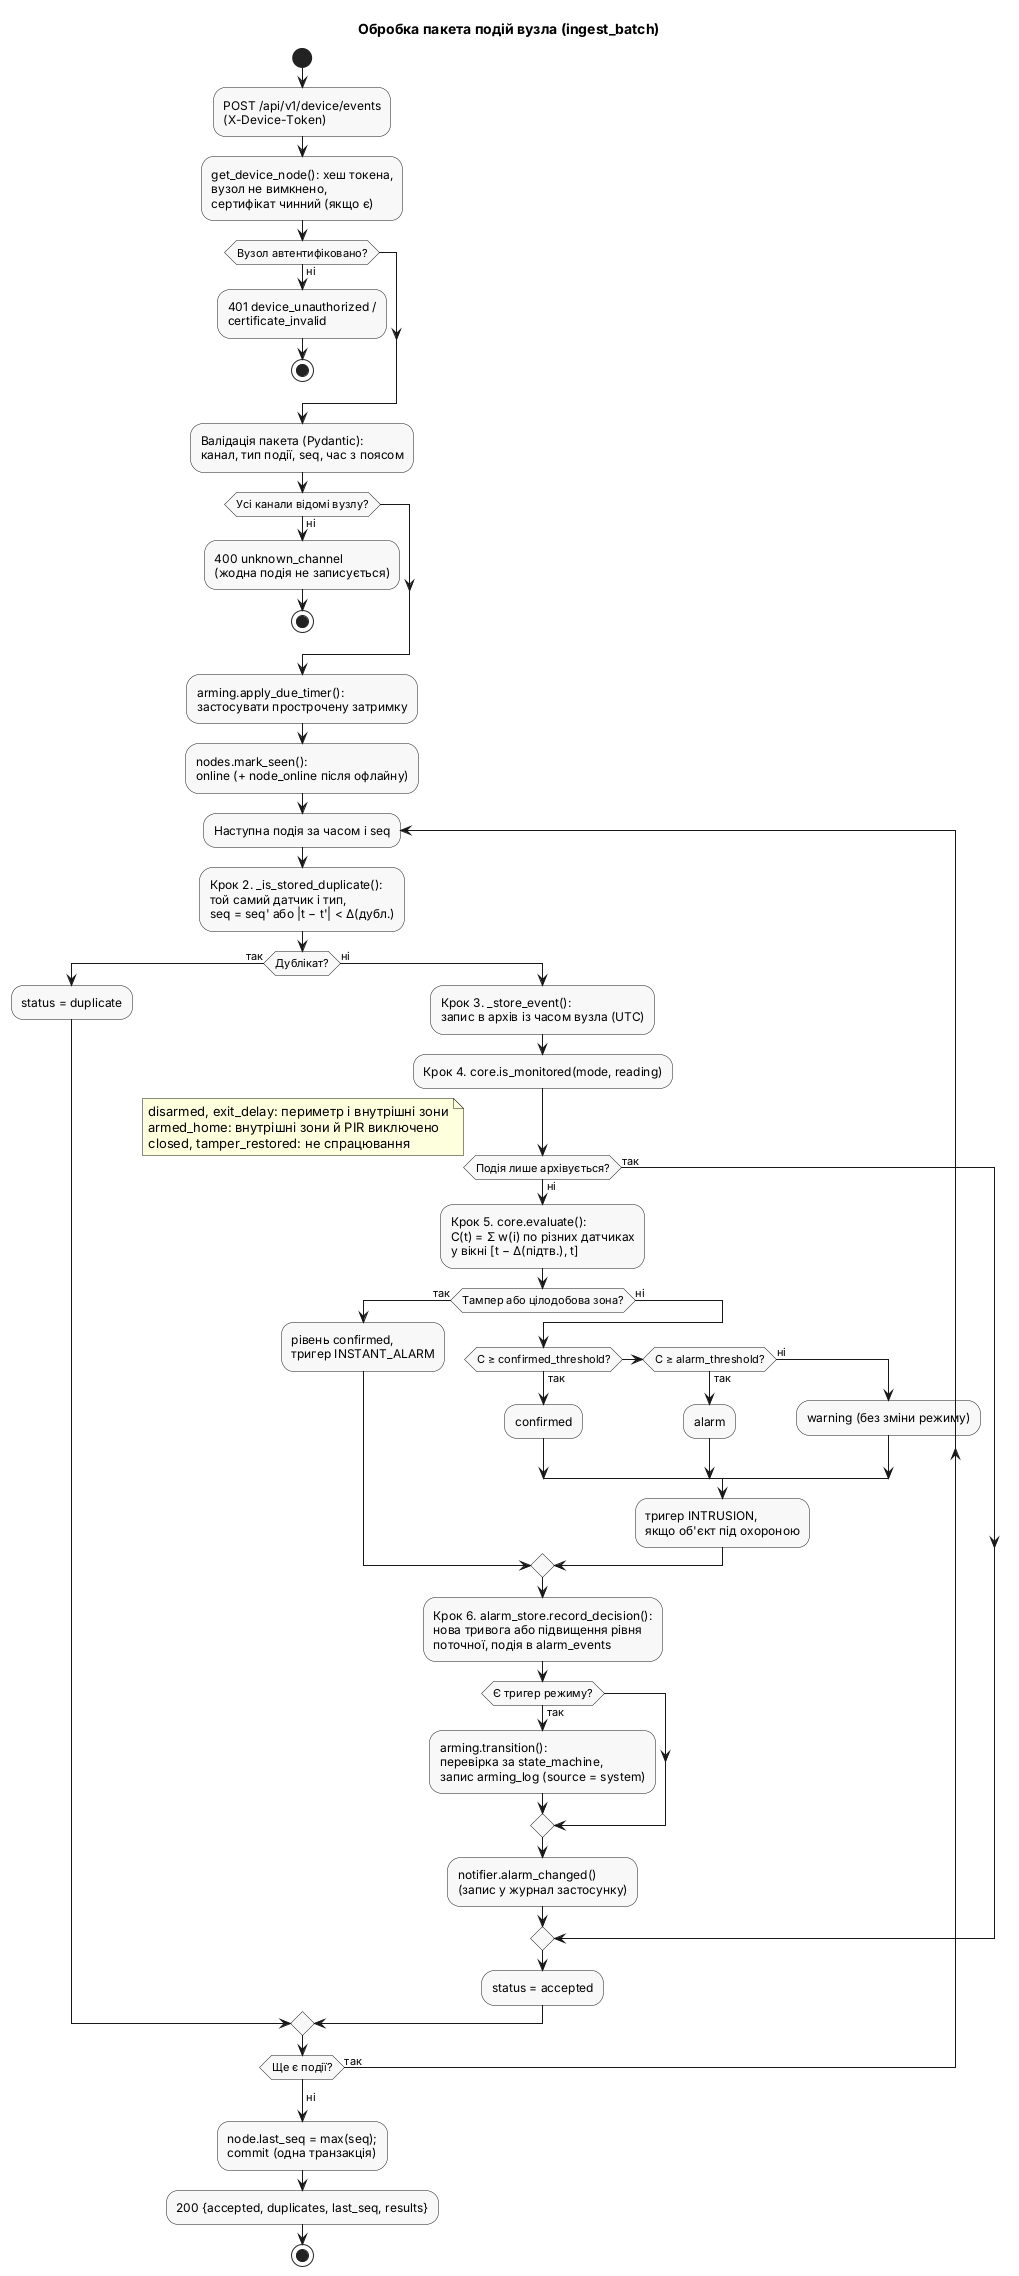 Обробка пакета подій вузла (ingest_batch)
POST /api/v1/device/events
(X-Device-Token)
get_device_node(): хеш токена,
вузол не вимкнено,
сертифікат чинний (якщо є)
Вузол автентифіковано?
ні
401 device_unauthorized /
certificate_invalid
Валідація пакета (Pydantic):
канал, тип події, seq, час з поясом
Усі канали відомі вузлу?
ні
400 unknown_channel
(жодна подія не записується)
arming.apply_due_timer():
застосувати прострочену затримку
nodes.mark_seen():
online (+ node_online після офлайну)
Наступна подія за часом і seq
Крок 2. _is_stored_duplicate():
той самий датчик і тип,
seq = seq' або |t − t'| < Δ(дубл.)
Дублікат?
так
ні
status = duplicate
Крок 3. _store_event():
запис в архів із часом вузла (UTC)
Крок 4. core.is_monitored(mode, reading)
disarmed, exit_delay: периметр і внутрішні зони
armed_home: внутрішні зони й PIR виключено
closed, tamper_restored: не спрацювання
Подія лише архівується?
так
ні
Крок 5. core.evaluate():
C(t) = Σ w(i) по різних датчиках
у вікні [t − Δ(підтв.), t]
Тампер або цілодобова зона?
так
ні
рівень confirmed,
тригер INSTANT_ALARM
C ≥ confirmed_threshold?
так
C ≥ alarm_threshold?
так
ні
confirmed
alarm
warning (без зміни режиму)
тригер INTRUSION,
якщо об'єкт під охороною
Крок 6. alarm_store.record_decision():
нова тривога або підвищення рівня
поточної, подія в alarm_events
Є тригер режиму?
так
arming.transition():
перевірка за state_machine,
запис arming_log (source = system)
notifier.alarm_changed()
(запис у журнал застосунку)
status = accepted
Ще є події?
так
ні
node.last_seq = max(seq);
commit (одна транзакція)
200 {accepted, duplicates, last_seq, results}